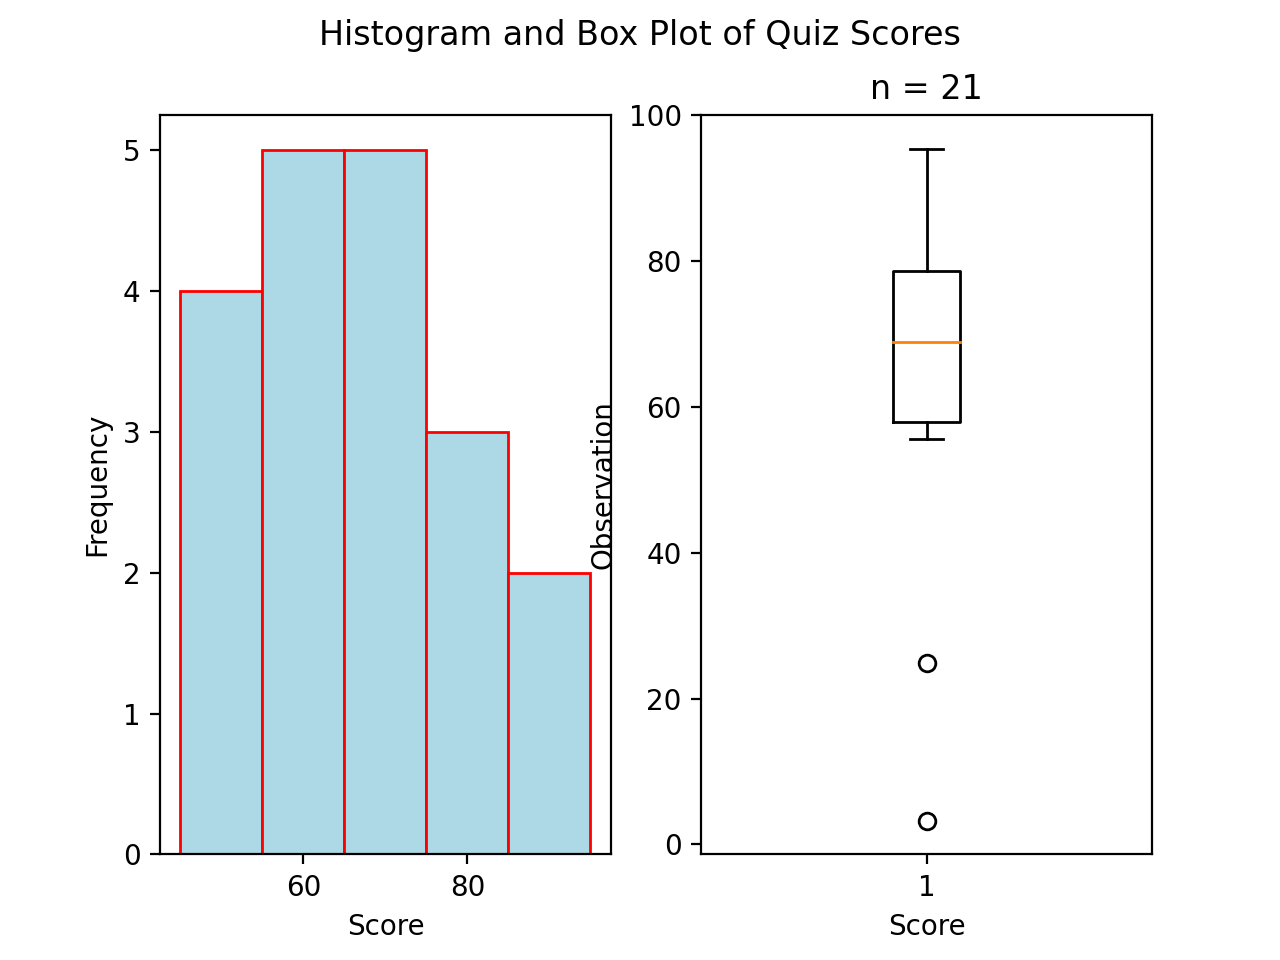 Histogram and Box Plot of Quiz Scores
5
4
3
2
1
0
Frequency
60 80
Score
n = 21
100
80
60
40
20
0
Observation
1
Score